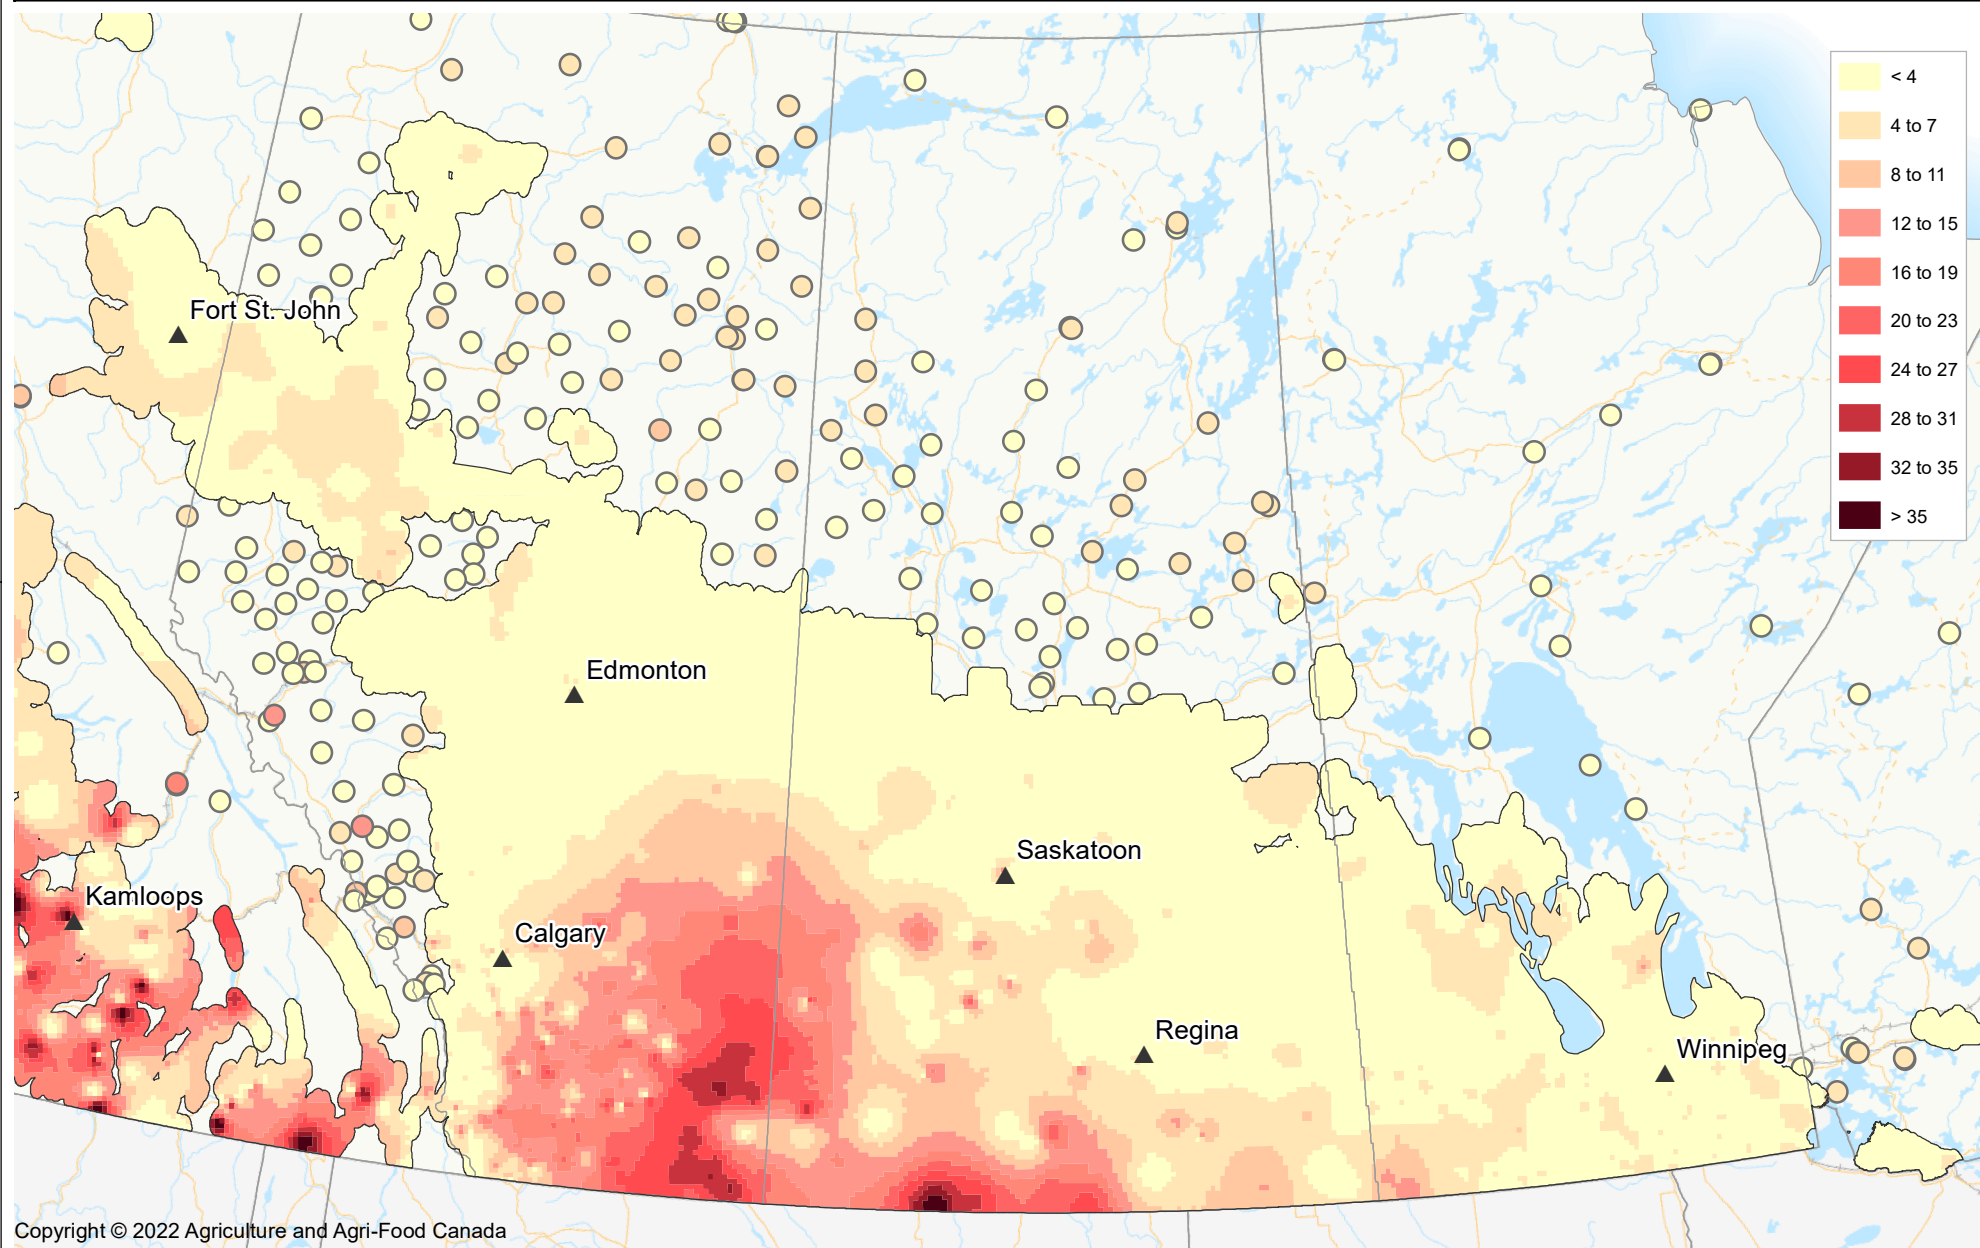 < 4
4 to 7
8 to 11
12 to 15
16 to 19
20 to 23
24 to 27
28 to 31
32 to 35
> 35
Fort St. John
Edmonton
Saskatoon
Kamloops
Calgary
Regina
Winnipeg
Copyright © 2022 Agriculture and Agri-Food Canada